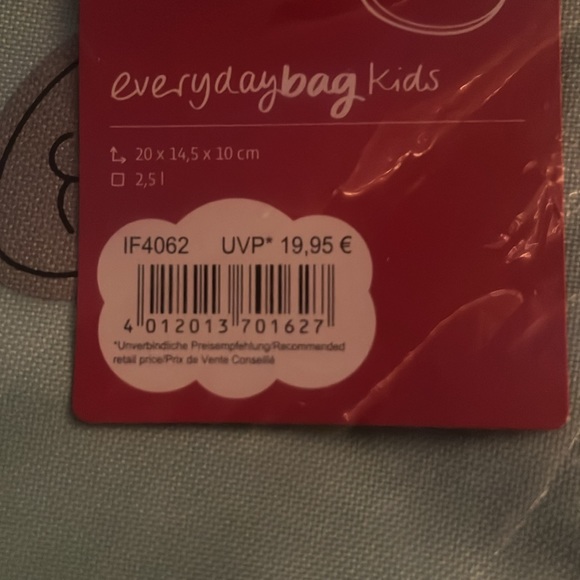 everydaybag kids
20 x 14,5 x 10 cm
2,5 l
IF4062 UVP* 19,95 €
4 012013 701627
*Unverbindliche Preisempfehlung/Recommended
retail price/Prix de Vente Conseillé